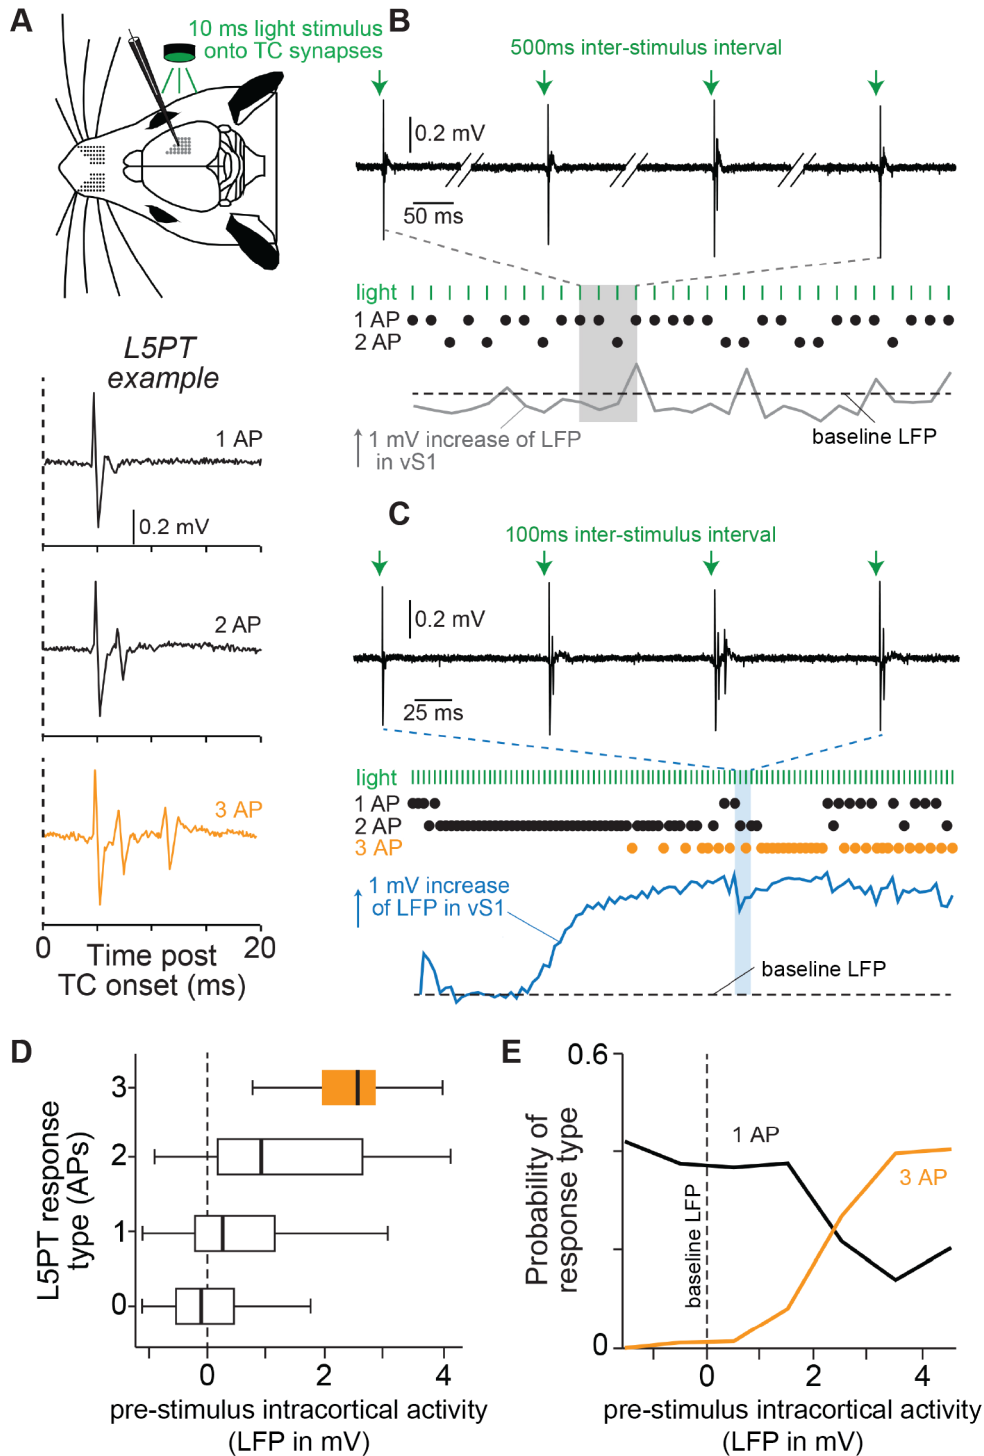 A
10 ms light stimulus
onto TC synapses
L5PT
example
1 AP
0.2 mV
2 AP
3 AP
0
20
Time post
TC onset (ms)
B
500ms inter-stimulus interval
0.2 mV
50 ms
light
1 AP
2 AP
baseline LFP
1 mV increase of LFP
in vS1
C
100ms inter-stimulus interval
0.2 mV
25 ms
light
1 AP
2 AP
3 AP
1 mV increase
of LFP in vS1
baseline LFP
D
L5PT response
type (APs)
3
2
1
0
0
2
4
pre-stimulus intracortical activity
(LFP in mV)
E
Probability of
response type
0.6
0
1 AP
3 AP
baseline LFP
0
2
4
pre-stimulus intracortical activity
(LFP in mV)